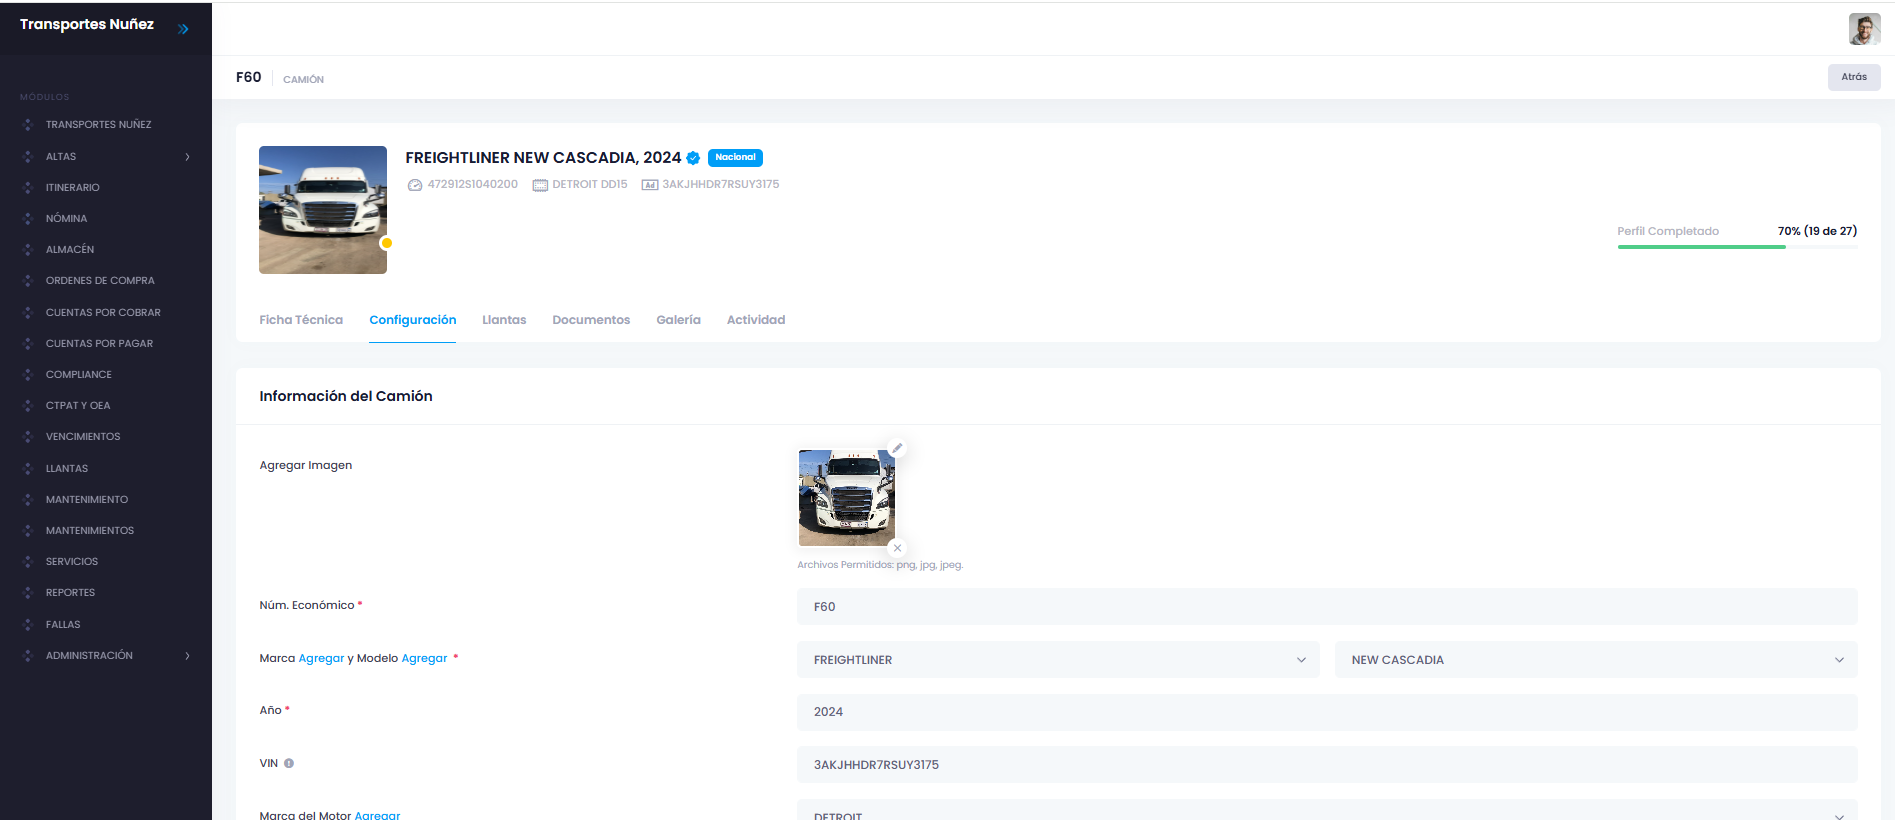 Transportes Nuñez
MÓDULOS
TRANSPORTES NUÑEZ
ALTAS
ITINERARIO
NÓMINA
ALMACÉN
ORDENES DE COMPRA
CUENTAS POR COBRAR
CUENTAS POR PAGAR
COMPLIANCE
CTPAT Y OEA
VENCIMIENTOS
LLANTAS
MANTENIMIENTO
MANTENIMIENTOS
SERVICIOS
REPORTES
FALLAS
ADMINISTRACIÓN
F60 CAMIÓN
Atrás
FREIGHTLINER NEW CASCADIA, 2024 Nacional
472912S1040200 DETROIT DD15 Ad 3AKJHHDR7RSUY3175
Perfil Completado 70% (19 de 27)
Ficha Técnica Configuración Llantas Documentos Galería Actividad
Información del Camión
Agregar Imagen
Archivos Permitidos: png, jpg, jpeg.
Núm. Económico * F60
Marca Agregar y Modelo Agregar * FREIGHTLINER NEW CASCADIA
Año * 2024
VIN 3AKJHHDR7RSUY3175
Marca del Motor Agregar DETROIT